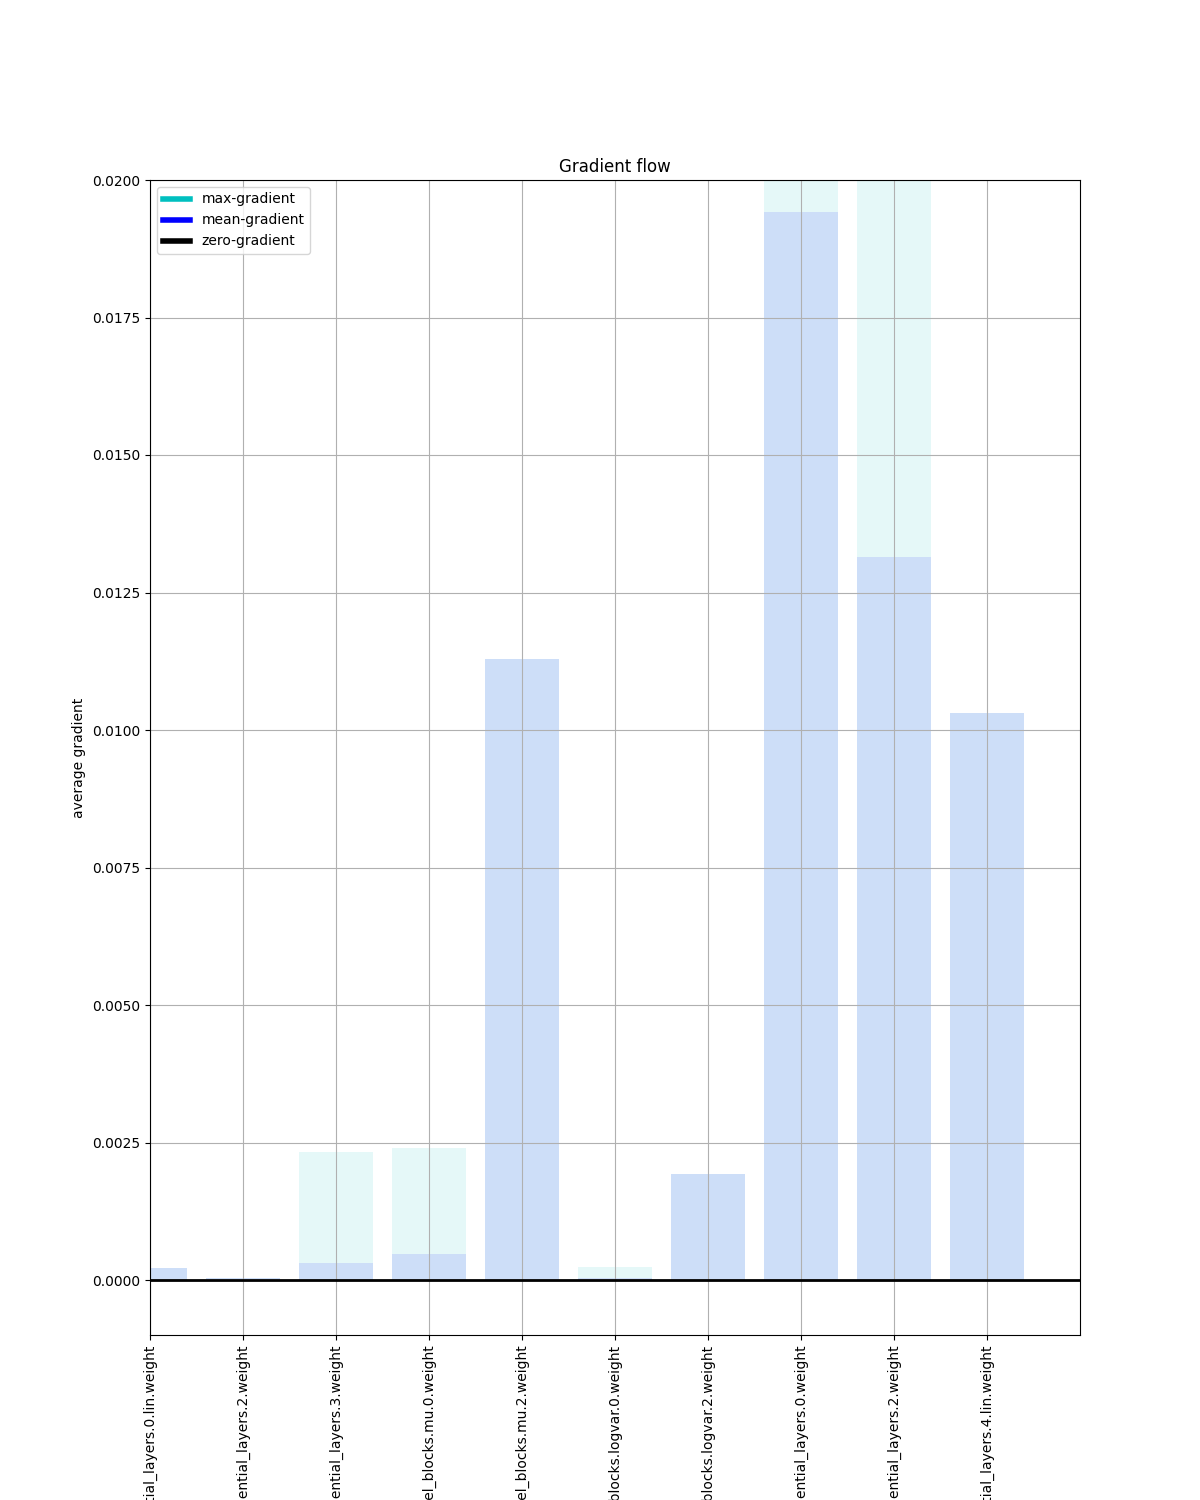 Gradient flow
max-gradient
mean-gradient
zero-gradient
0.0200
0.0175
0.0150
0.0125
0.0100
0.0075
0.0050
0.0025
0.0000
average gradient
tial_layers.0.lin.weight
ential_layers.2.weight
ential_layers.3.weight
el_blocks.mu.0.weight
el_blocks.mu.2.weight
blocks.logvar.0.weight
blocks.logvar.2.weight
ential_layers.0.weight
ential_layers.2.weight
tial_layers.4.lin.weight